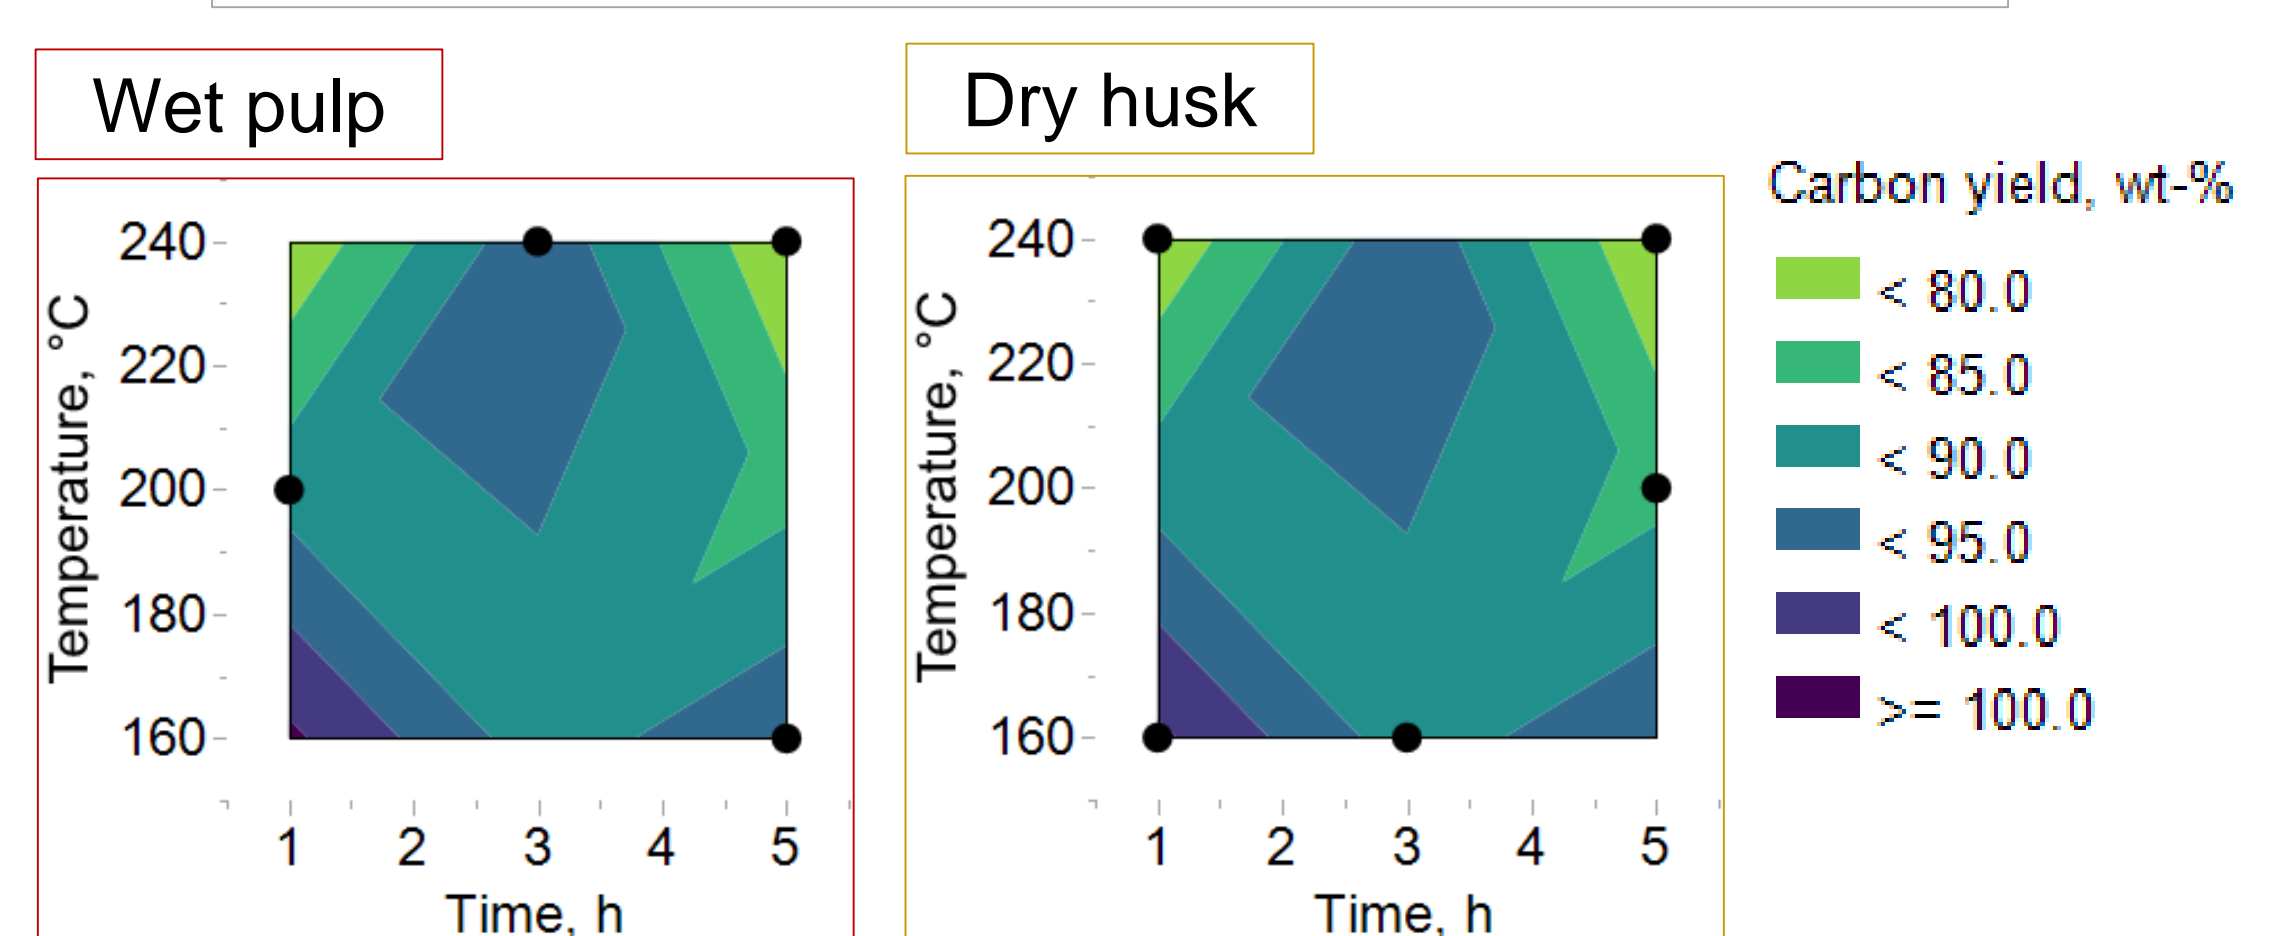 Wet pulp
Dry husk
Temperature, °C
240
220
200
180
160
1 2 3 4 5
Time, h
Temperature, °C
240
220
200
180
160
1 2 3 4 5
Time, h
Carbon yield, wt-%
< 80.0
< 85.0
< 90.0
< 95.0
< 100.0
>= 100.0